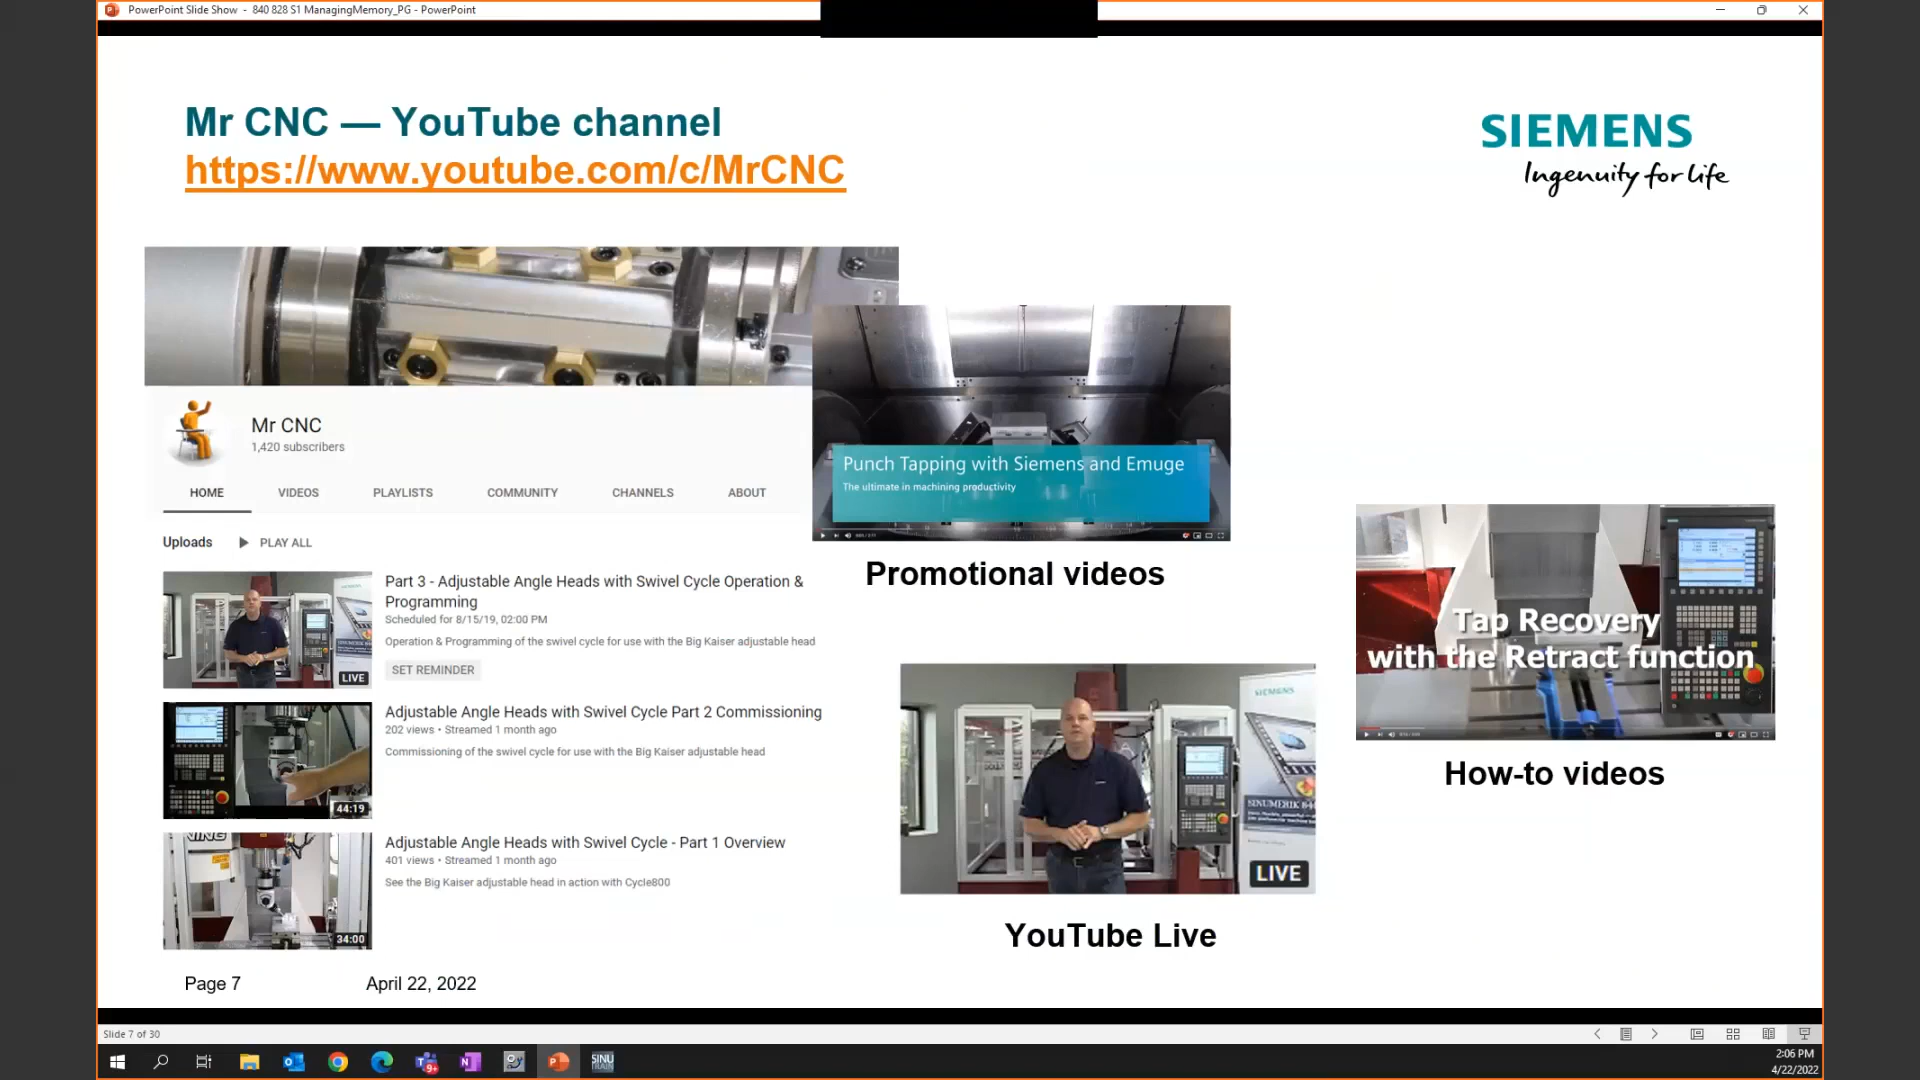 PowerPoint Slide Show - 840 828 S1 ManagingMemory_PG - PowerPoint
Mr CNC — YouTube channel
https://www.youtube.com/c/MrCNC
SIEMENS
Ingenuity for life
Mr CNC
1,420 subscribers
HOME VIDEOS PLAYLISTS COMMUNITY CHANNELS ABOUT
Uploads PLAY ALL
Part 3 - Adjustable Angle Heads with Swivel Cycle Operation &
Programming
Scheduled for 8/15/19, 02:00 PM
Operation & Programming of the swivel cycle for use with the Big Kaiser adjustable head
SET REMINDER
LIVE
Adjustable Angle Heads with Swivel Cycle Part 2 Commissioning
202 views • Streamed 1 month ago
Commissioning of the swivel cycle for use with the Big Kaiser adjustable head
44:19
Adjustable Angle Heads with Swivel Cycle - Part 1 Overview
401 views • Streamed 1 month ago
See the Big Kaiser adjustable head in action with Cycle800
34:00
Punch Tapping with Siemens and Emuge
The ultimate in machining productivity
Promotional videos
Tap Recovery
with the Retract function
How-to videos
SIEMENS
SINUMERIK
LIVE
YouTube Live
Page 7 April 22, 2022
Slide 7 of 30
9+
SINU
TRAIN
2:06 PM
4/22/2022